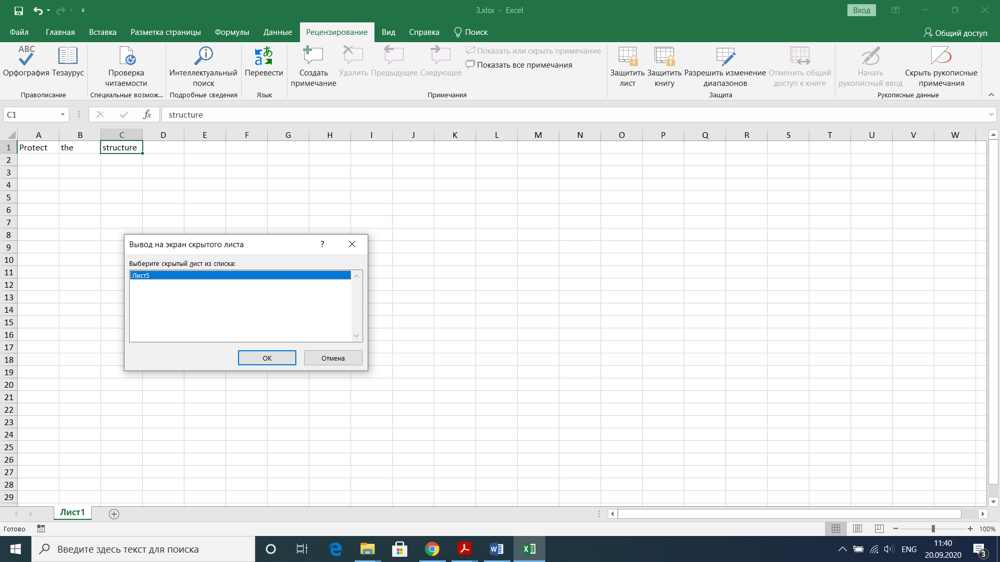 3.xlsx - Excel
Вход
Файл Главная Вставка Разметка страницы Формулы Данные Рецензирование Вид Справка Поиск Общий доступ
ABC
Орфография
Тезаурус
Правописание
Проверка
читаемости
Специальные возмож...
Интеллектуальный
поиск
Подробные сведения
Перевести
Язык
Создать
примечание
Удалить
Предыдущее
Следующее
Показать или скрыть примечание
Показать все примечания
Примечания
Защитить
лист
Защитить
книгу
Разрешить изменение
диапазонов
Отменить общий
доступ к книге
Защита
Начать
рукописный ввод
Скрыть рукописные
примечания
Рукописные данные
C1
fx
structure
A B C D E F G H I J K L M N O P Q R S T U V W
1 Protect the structure
2
3
4
5
6
7
8
9
10
11
12
13
14
15
16
17
18
19
20
21
22
23
24
25
26
27
28
29
Вывод на экран скрытого листа ?
Выберите скрытый лист из списка:
Лист5
ОК Отмена
Лист1
Готово
100%
Введите здесь текст для поиска
ENG
11:40
20.09.2020
3